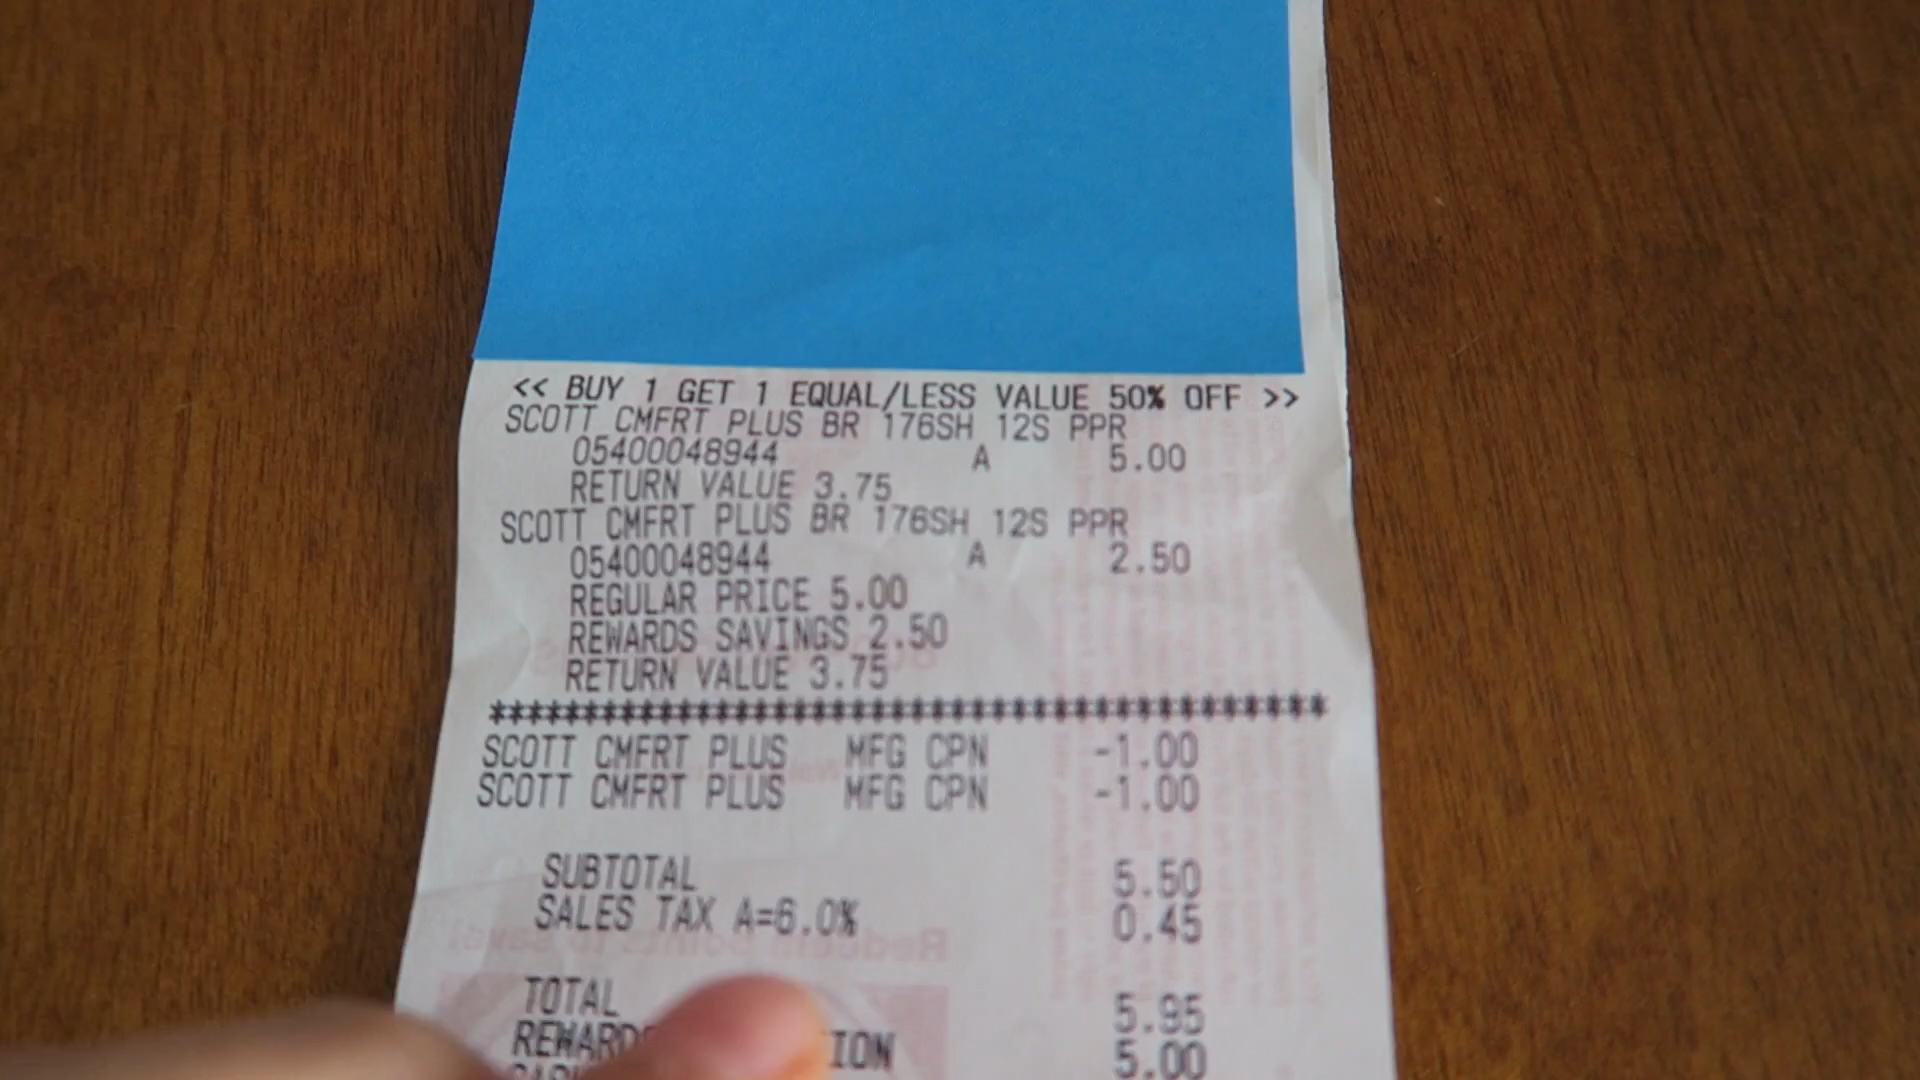 << BUY 1 GET 1 EQUAL/LESS VALUE 50% OFF >>
SCOTT CMFRT PLUS BR 176SH 12S PPR
05400048944 A 5.00
RETURN VALUE 3.75
SCOTT CMFRT PLUS BR 176SH 12S PPR
05400048944 A 2.50
REGULAR PRICE 5.00
REWARDS SAVINGS 2.50
RETURN VALUE 3.75
******************************************
SCOTT CMFRT PLUS MFG CPN -1.00
SCOTT CMFRT PLUS MFG CPN -1.00
SUBTOTAL 5.50
SALES TAX A=6.0% 0.45
TOTAL 5.95
5.00